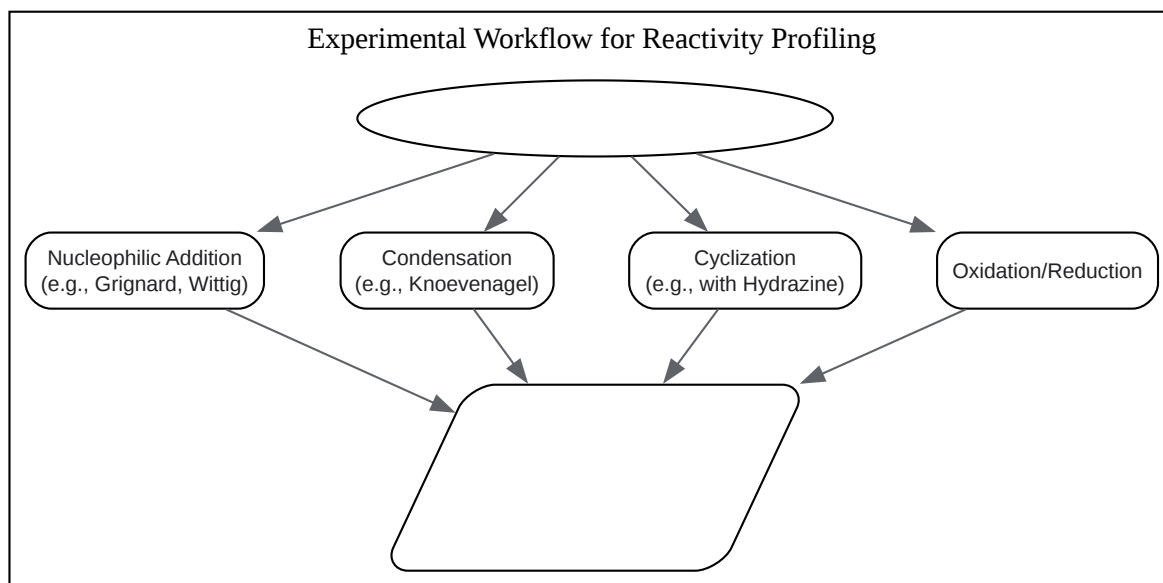 Experimental Workflow for Reactivity Profiling
Nucleophilic Addition
(e.g., Grignard, Wittig)
Condensation
(e.g., Knoevenagel)
Cyclization
(e.g., with Hydrazine)
Oxidation/Reduction